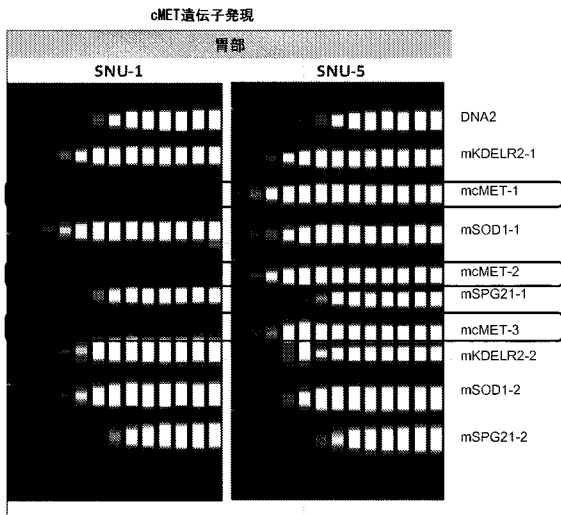 cMET遺伝子発現
胃部
SNU-1
SNU-5
DNA2
mKDELR2-1
mcMET-1
mSOD1-1
mcMET-2
mSPG21-1
mcMET-3
mKDELR2-2
mSOD1-2
mSPG21-2